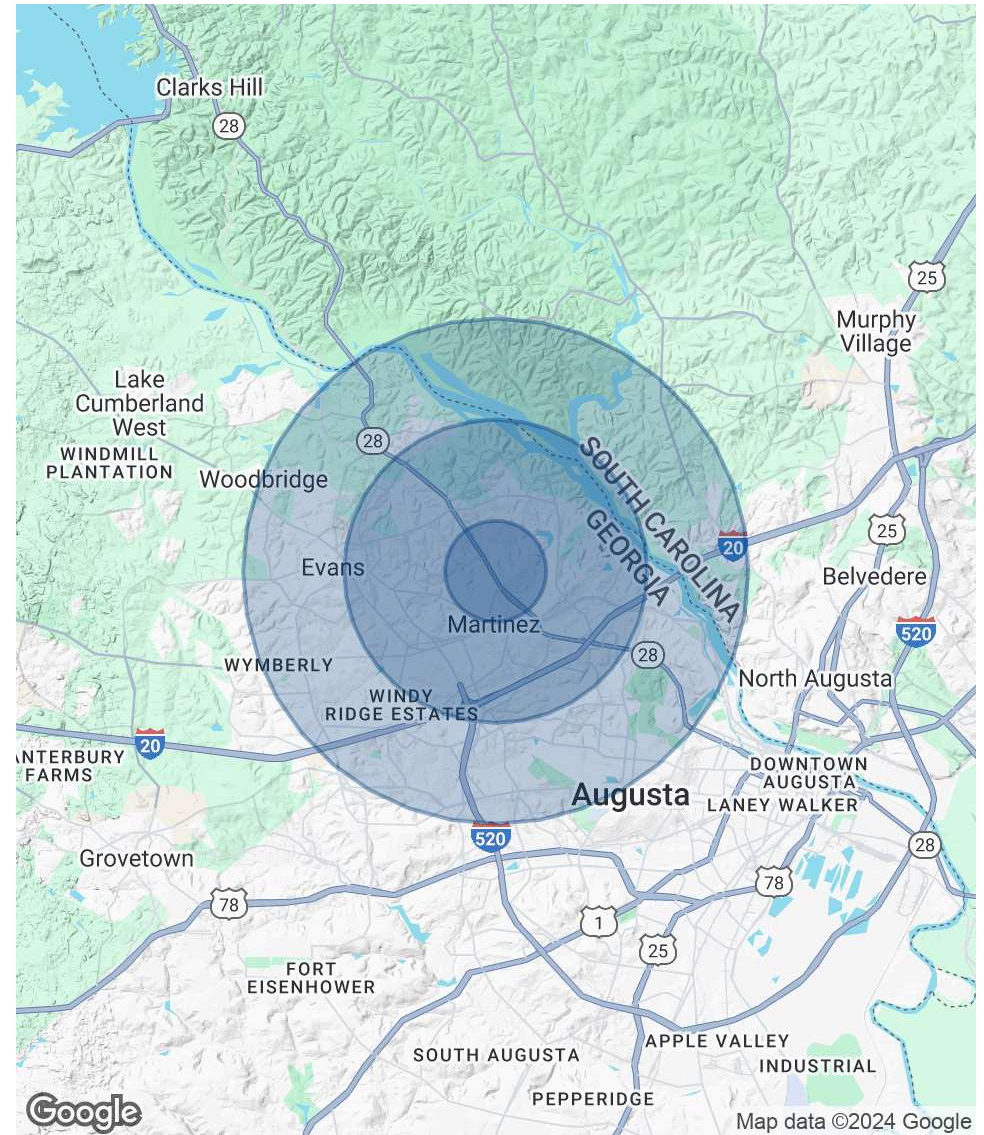 Clarks Hill
28
25
Murphy
Village
Lake
Cumberland
West
28
WINDMILL
PLANTATION
Woodbridge
SOUTH CAROLINA
GEORGIA
25
20
Evans
Belvedere
Martinez
520
28
WYMBERLY
North Augusta
WINDY
RIDGE ESTATES
20
ANTERBURY
FARMS
DOWNTOWN
AUGUSTA
Augusta
LANEY WALKER
520
28
Grovetown
78
78
1
25
FORT
EISENHOWER
APPLE VALLEY
SOUTH AUGUSTA
INDUSTRIAL
PEPPERIDGE
Google
Map data ©2024 Google